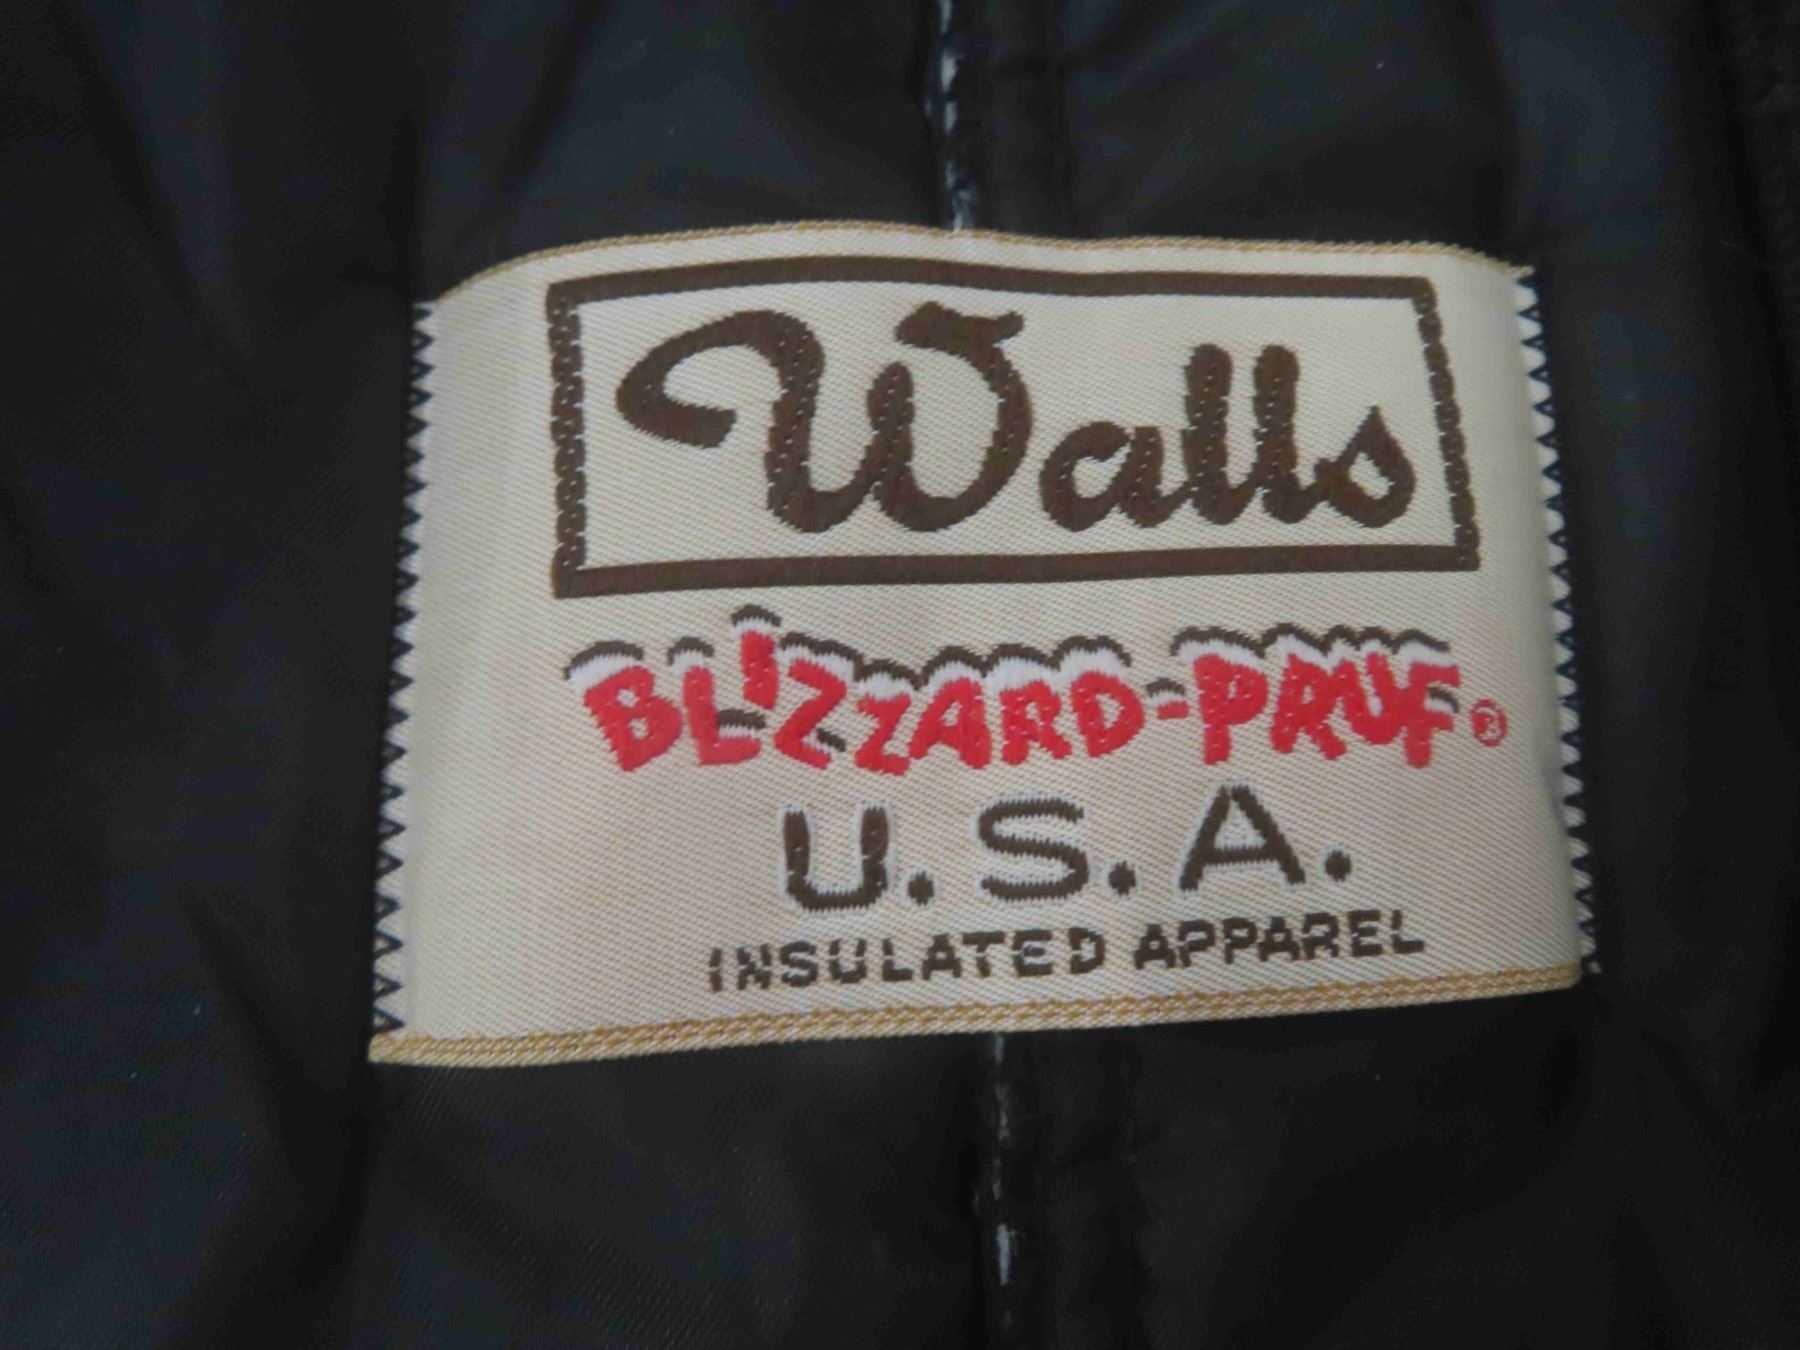 Walls
BLIZZARD-PRUF®
U.S.A.
INSULATED APPAREL